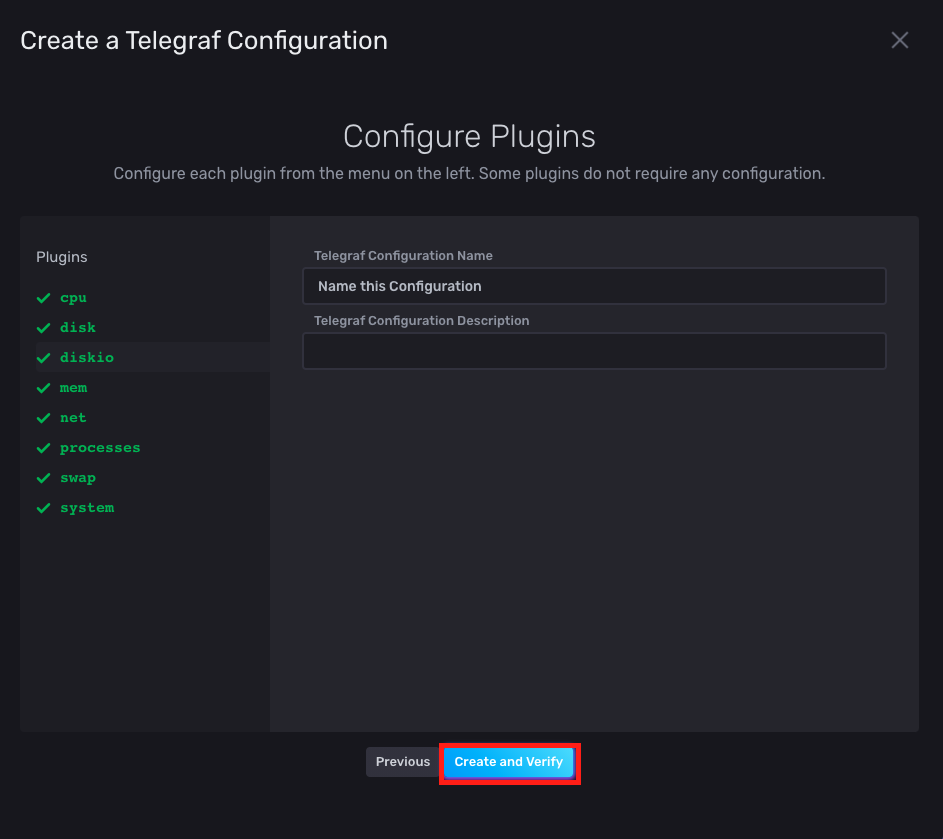 Create a Telegraf Configuration
Configure Plugins
Configure each plugin from the menu on the left. Some plugins do not require any configuration.
Plugins
cpu
disk
diskio
mem
net
processes
swap
system
Telegraf Configuration Name
Name this Configuration
Telegraf Configuration Description
Previous
Create and Verify